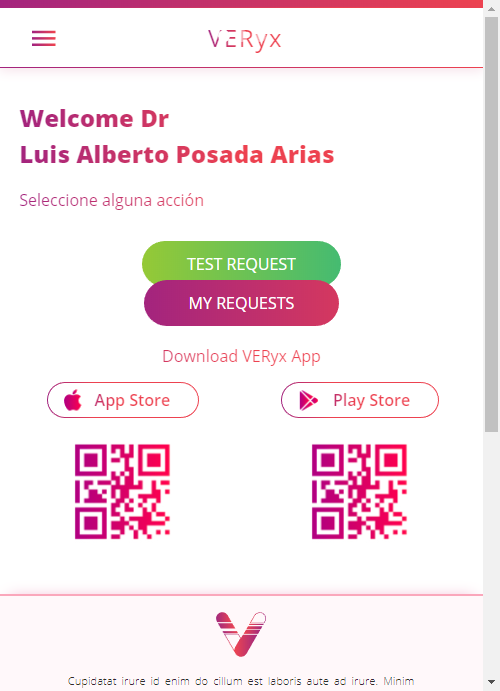 VERyx
Welcome Dr
Luis Alberto Posada Arias
Seleccione alguna acción
TEST REQUEST
MY REQUESTS
Download VERyx App
App Store
Play Store
Cupidatat irure id enim do cillum est laboris aute ad irure. Minim